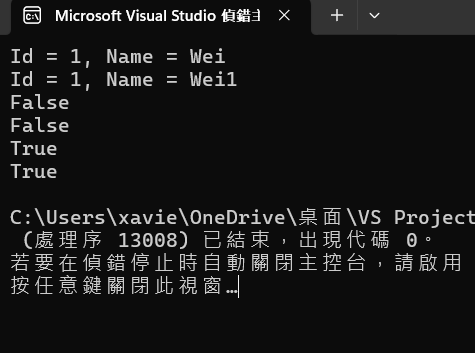 Microsoft Visual Studio 偵錯主
Id = 1, Name = Wei
Id = 1, Name = Wei1
False
False
True
True
C:\Users\xavie\OneDrive\桌面\VS Project
(處理序 13008) 已結束，出現代碼 0。
若要在偵錯停止時自動關閉主控台，請啟用
按任意鍵關閉此視窗…